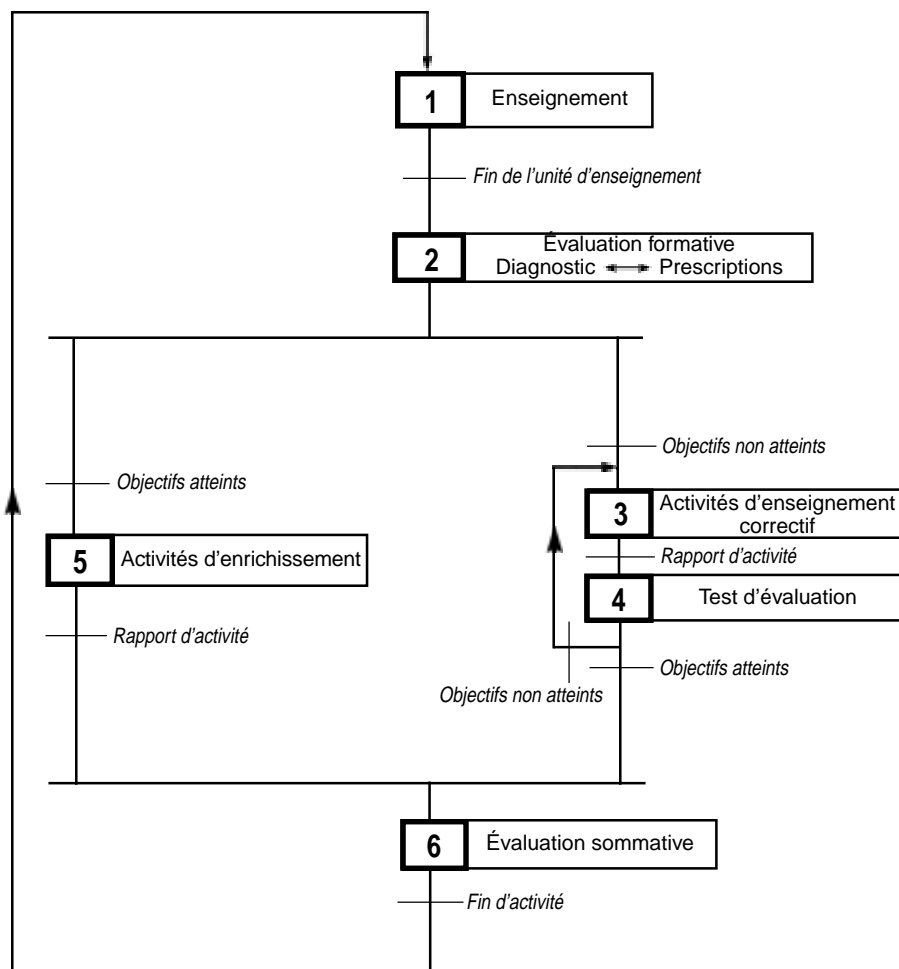 1
Enseignement
Fin de l’unité d’enseignement
2
Évaluation formative
Diagnostic Prescriptions
Objectifs non atteints
Objectifs atteints
3
Activités d’enseignement
correctif
5
Activités d’enrichissement
Rapport d’activité
4
Test d’évaluation
Rapport d’activité
Objectifs atteints
Objectifs non atteints
6
Évaluation sommative
Fin d’activité